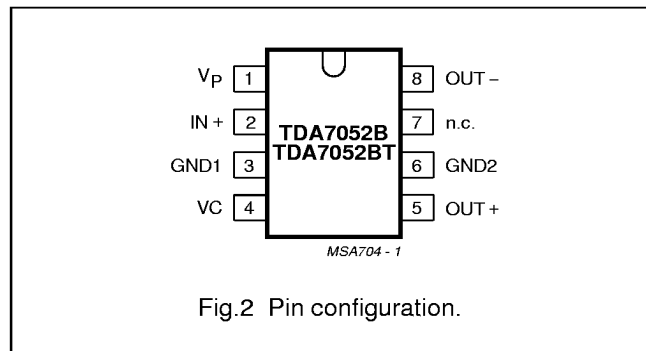 V_P 1 8 OUT −
IN + 2 7 n.c.
TDA7052B
TDA7052BT
GND1 3 6 GND2
VC 4 5 OUT +
MSA704 - 1
Fig.2 Pin configuration.